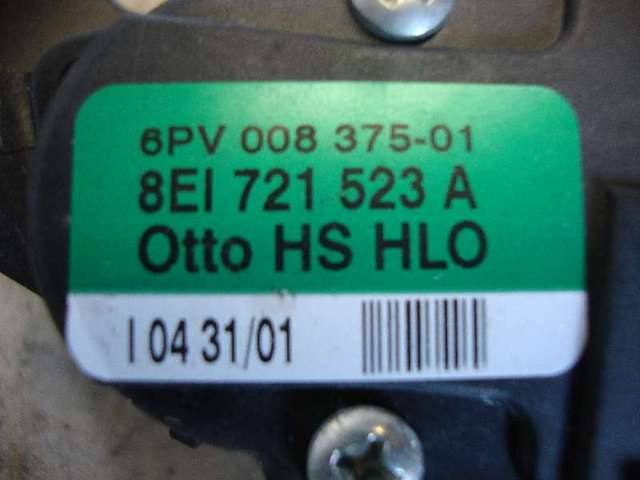 6PV 008 375-01
8EI 721 523 A
Otto HS HLO
I 04 31/01